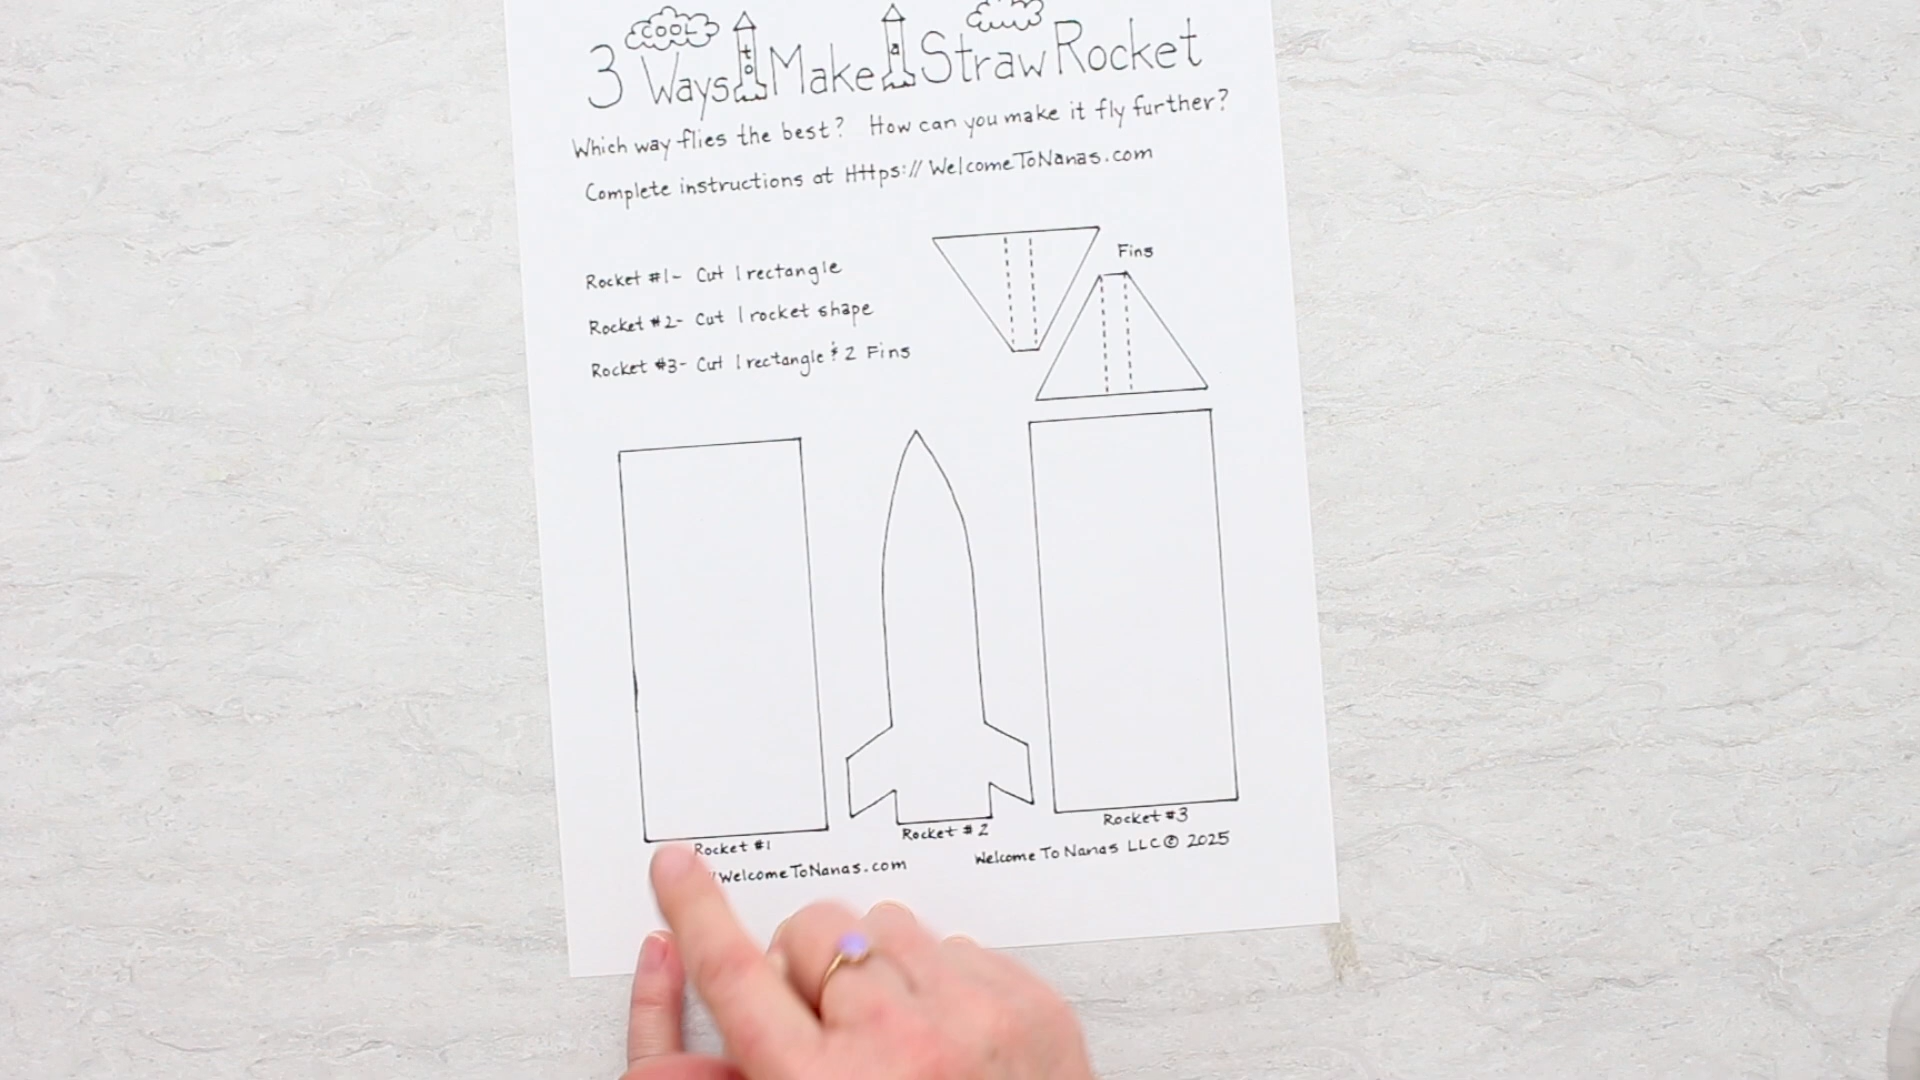 COOL
3 Ways to Make a Straw Rocket
Which way flies the best? How can you make it fly further?
Complete instructions at Https://WelcomeToNanas.com
Fins
Rocket #1- Cut 1 rectangle
Rocket #2- Cut 1 rocket shape
Rocket #3- Cut 1 rectangle & 2 Fins
Rocket #1
Rocket #2
Rocket #3
//WelcomeToNanas.com
Welcome To Nanas LLC © 2025